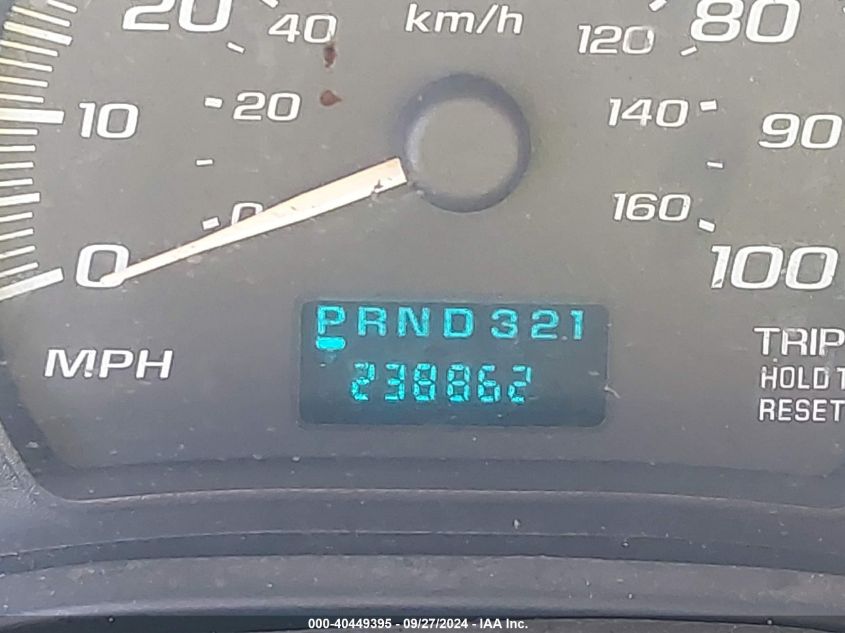 20 40 km/h 120 80
10 20 140 90
0 160
0 100
PRND321
MPH TRIP
238862 HOLD T
RESET
000-40449395 - 09/27/2024 - IAA Inc.